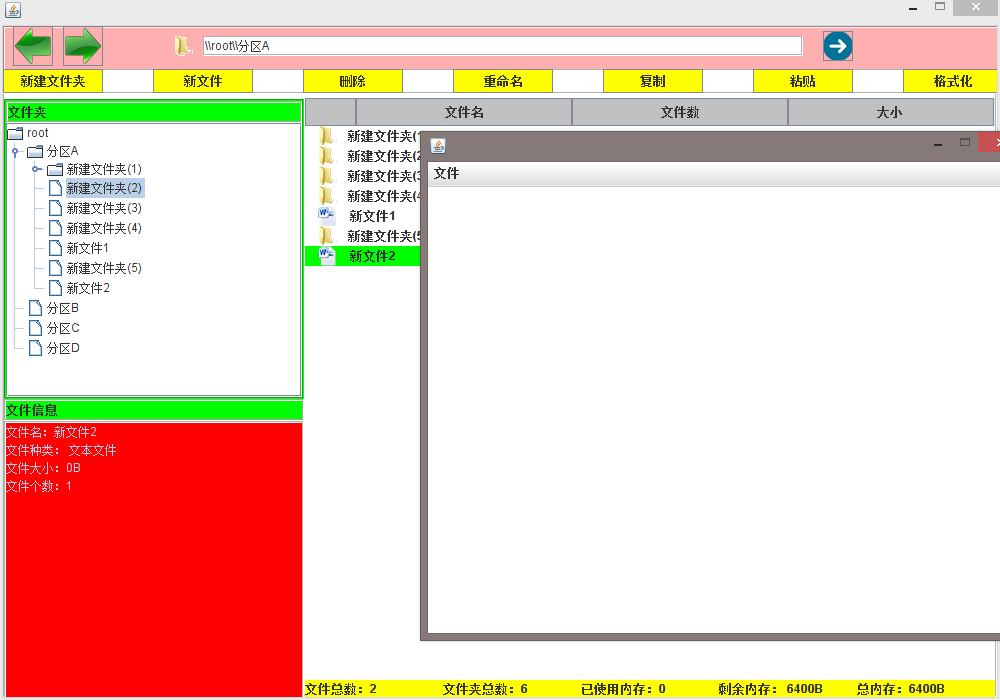 \\root\\分区A
新建文件夹 新文件 删除 重命名 复制 粘贴 格式化
文件夹
root
分区A
新建文件夹(1)
新建文件夹(2)
新建文件夹(3)
新建文件夹(4)
新文件1
新建文件夹(5)
新文件2
分区B
分区C
分区D
文件信息
文件名：新文件2
文件种类： 文本文件
文件大小：0B
文件个数：1
文件名 文件数 大小
新建文件夹(1
新建文件夹(2
新建文件夹(3
新建文件夹(4
新文件1
新建文件夹(5
新文件2
文件
文件总数：2 文件夹总数：6 已使用内存：0 剩余内存： 6400B 总内存：6400B